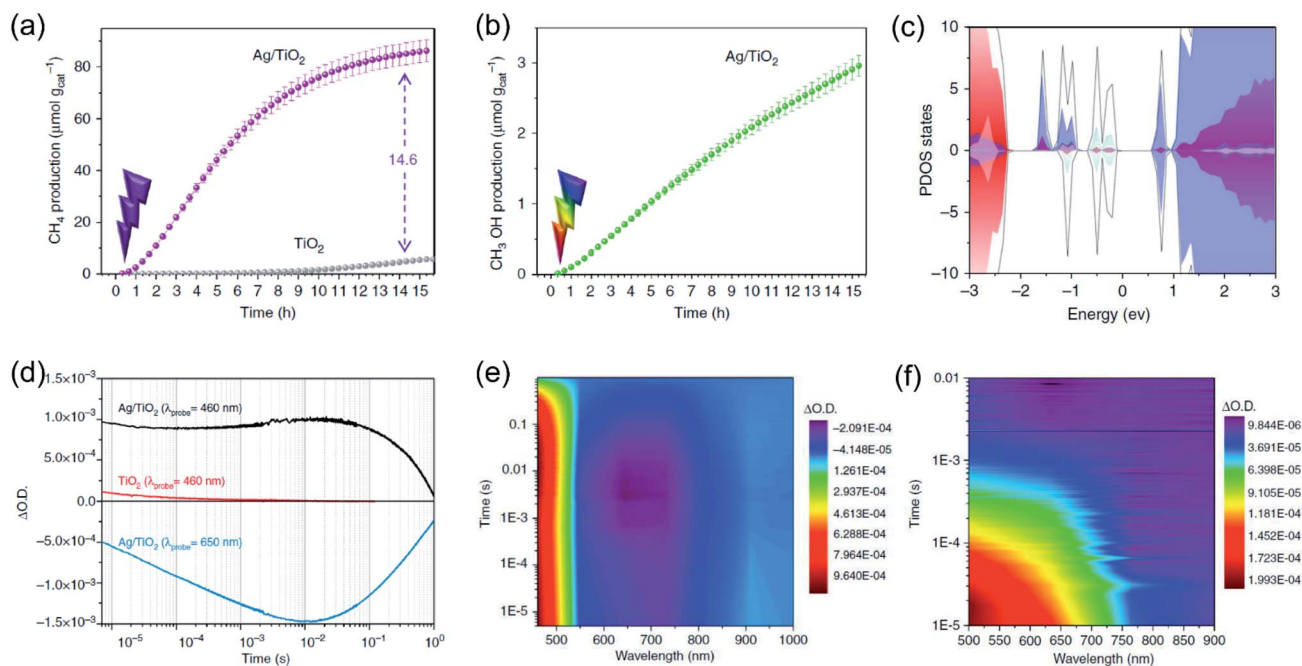 (a)
CH₄ production (μmol g_cat⁻¹)
80
70
60
50
40
30
20
10
0
Ag/TiO₂
14.6
TiO₂
0 1 2 3 4 5 6 7 8 9 10 11 12 13 14 15
Time (h)
(b)
CH₃ OH production (μmol g_cat⁻¹)
3
2
1
0
Ag/TiO₂
0 1 2 3 4 5 6 7 8 9 10 11 12 13 14 15
Time (h)
(c)
PDOS states
10
5
0
−5
−10
−3 −2 −1 0 1 2 3
Energy (ev)
(d)
ΔO.D.
1.5×10⁻³
1.0×10⁻³
5.0×10⁻⁴
0.0
−5.0×10⁻⁴
−1.0×10⁻³
−1.5×10⁻³
Ag/TiO₂ (λ_probe= 460 nm)
TiO₂ (λ_probe= 460 nm)
Ag/TiO₂ (λ_probe= 650 nm)
10⁻⁵ 10⁻⁴ 10⁻³ 10⁻² 10⁻¹ 10⁰
Time (s)
(e)
Time (s)
0.1
0.01
1E-3
1E-4
1E-5
500 600 700 800 900 1000
Wavelength (nm)
ΔO.D.
−2.091E-04
−4.148E-05
1.261E-04
2.937E-04
4.613E-04
6.288E-04
7.964E-04
9.640E-04
(f)
Time (s)
0.01
1E-3
1E-4
1E-5
500 550 600 650 700 750 800 850 900
Wavelength (nm)
ΔO.D.
9.844E-06
3.691E-05
6.398E-05
9.105E-05
1.181E-04
1.452E-04
1.723E-04
1.993E-04